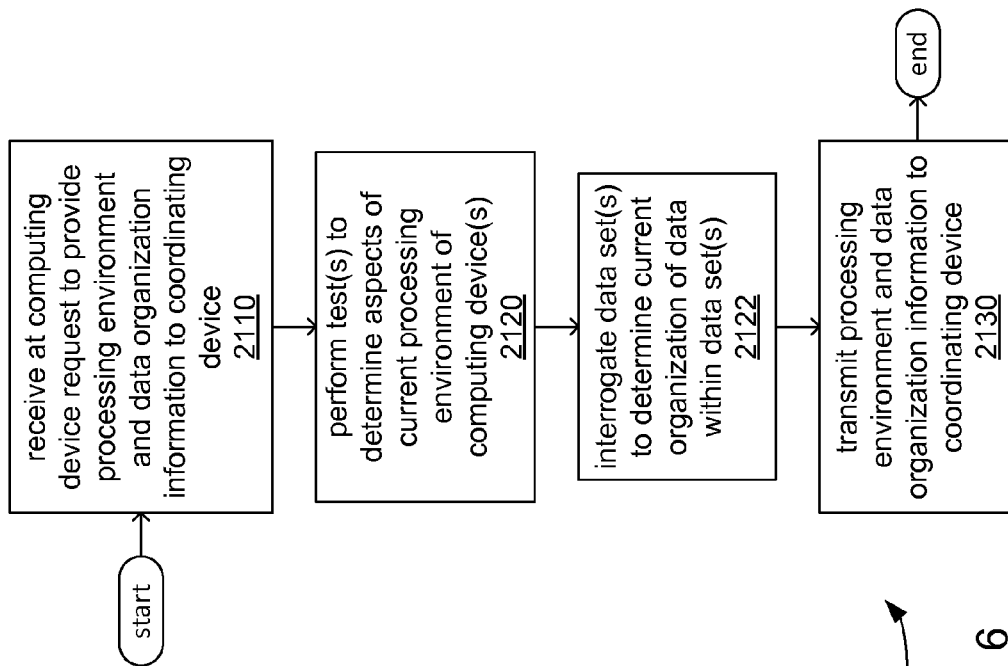 start
receive at computing
device request to provide
processing environment
and data organization
information to coordinating
device
2110
perform test(s) to
determine aspects of
current processing
environment of
computing device(s)
2120
interrogate data set(s)
to determine current
organization of data
within data set(s)
2122
transmit processing
environment and data
organization information to
coordinating device
2130
end
6